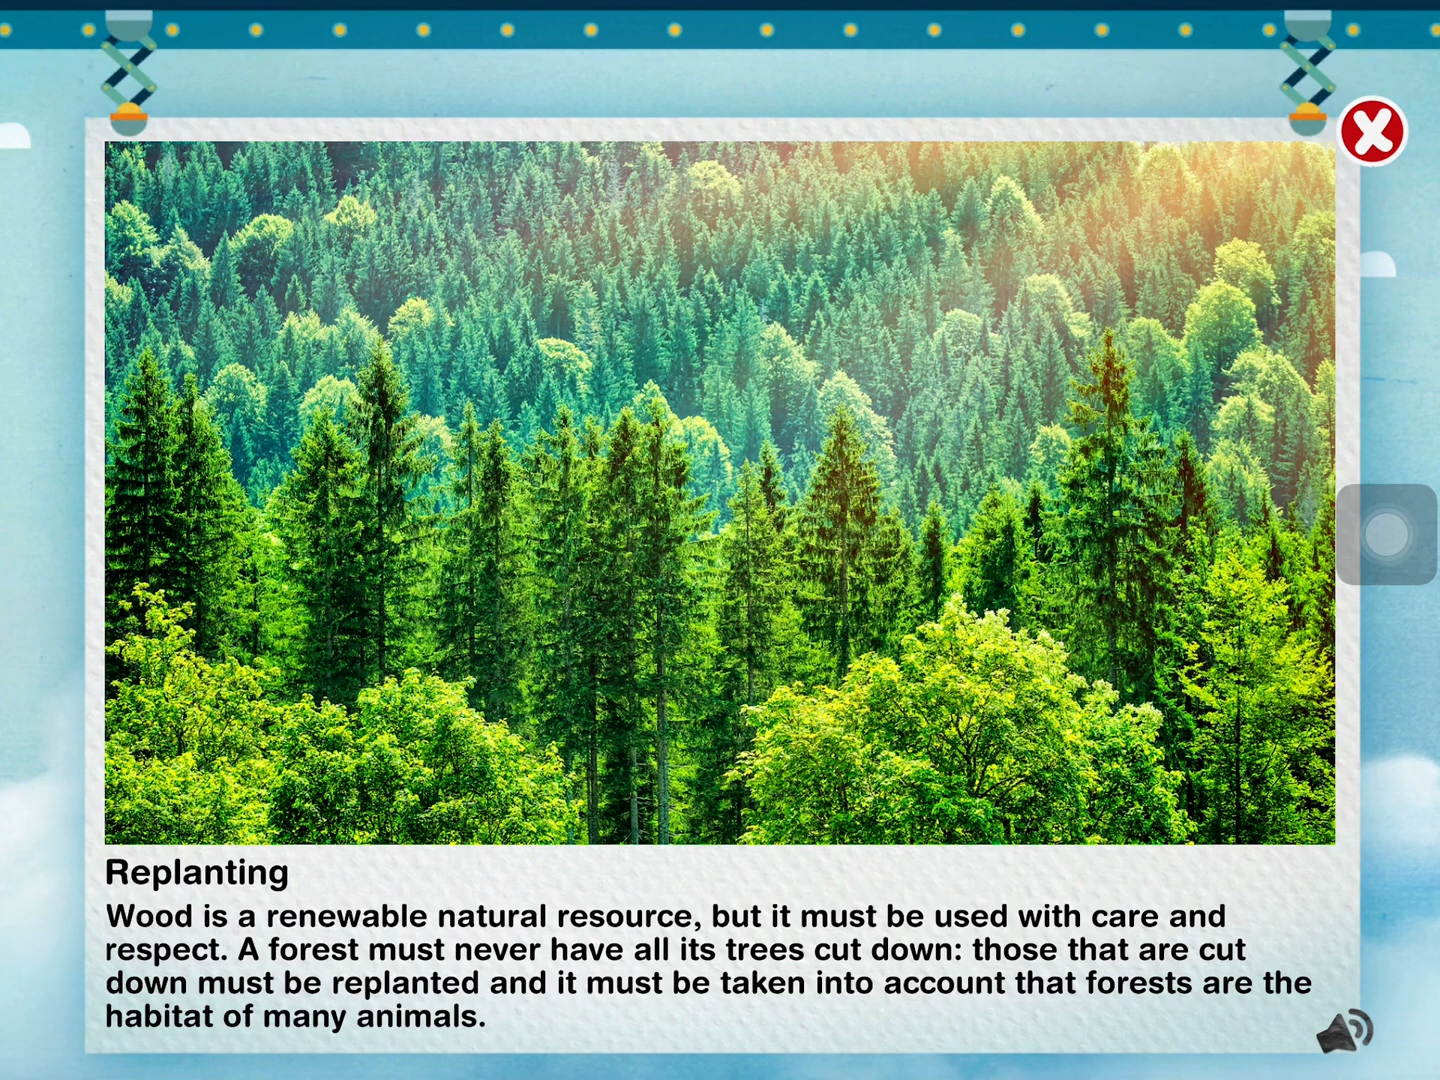 Replanting
Wood is a renewable natural resource, but it must be used with care and
respect. A forest must never have all its trees cut down: those that are cut
down must be replanted and it must be taken into account that forests are the
habitat of many animals.